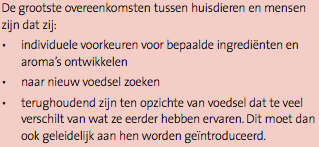 De grootste overeenkomsten tussen huisdieren en mensen
zijn dat zij:
• individuele voorkeuren voor bepaalde ingrediënten en
aroma's ontwikkelen
• naar nieuw voedsel zoeken
• terughoudend zijn ten opzichte van voedsel dat te veel
verschilt van wat ze eerder hebben ervaren. Dit moet dan
ook geleidelijk aan hen worden geïntroduceerd.